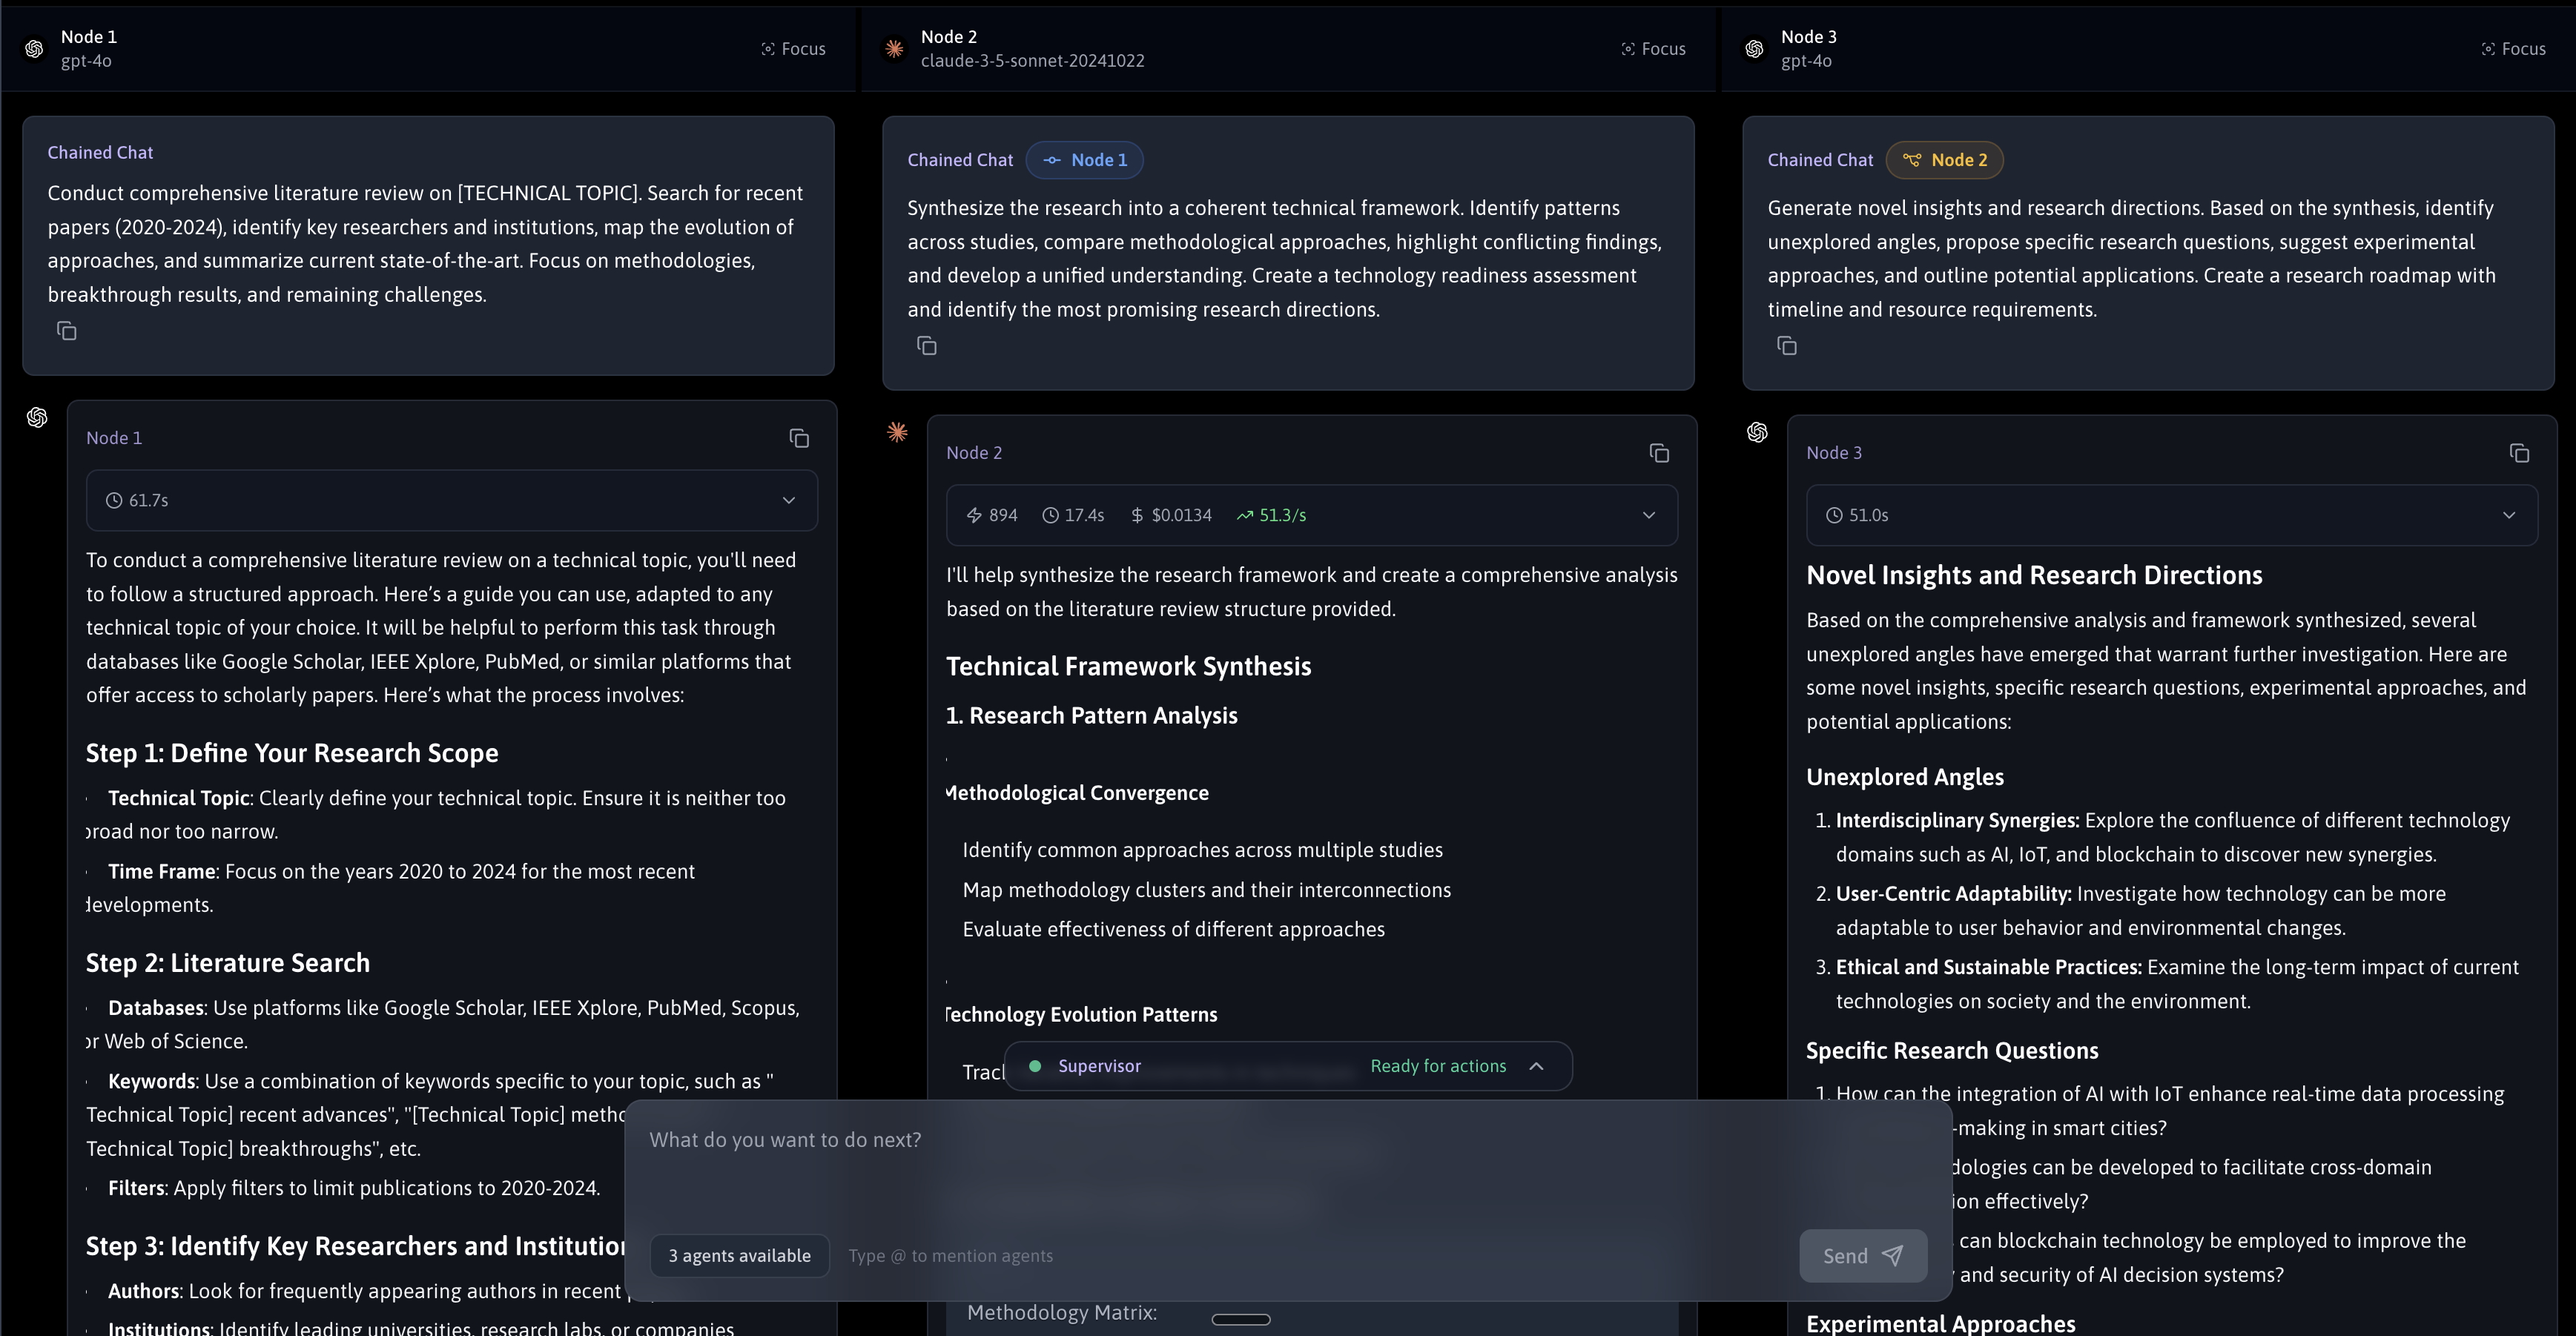 Node 1
gpt-4o
Focus
Chained Chat
Conduct comprehensive literature review on [TECHNICAL TOPIC]. Search for recent
papers (2020-2024), identify key researchers and institutions, map the evolution of
approaches, and summarize current state-of-the-art. Focus on methodologies,
breakthrough results, and remaining challenges.
Node 1
61.7s
To conduct a comprehensive literature review on a technical topic, you'll need
to follow a structured approach. Here’s a guide you can use, adapted to any
technical topic of your choice. It will be helpful to perform this task through
databases like Google Scholar, IEEE Xplore, PubMed, or similar platforms that
offer access to scholarly papers. Here’s what the process involves:
Step 1: Define Your Research Scope
Technical Topic: Clearly define your technical topic. Ensure it is neither too
broad nor too narrow.
Time Frame: Focus on the years 2020 to 2024 for the most recent
developments.
Step 2: Literature Search
Databases: Use platforms like Google Scholar, IEEE Xplore, PubMed, Scopus,
or Web of Science.
Keywords: Use a combination of keywords specific to your topic, such as "
Technical Topic] recent advances", "[Technical Topic]
Technical Topic] breakthroughs", etc.
Filters: Apply filters to limit publications to 2020-2024.
Step 3: Identify Key Researchers and Institutions
Authors: Look for frequently appearing authors in recent
Institutions: Identify leading universities, research labs, or companies
Node 2
claude-3-5-sonnet-20241022
Focus
Chained Chat Node 1
Synthesize the research into a coherent technical framework. Identify patterns
across studies, compare methodological approaches, highlight conflicting findings,
and develop a unified understanding. Create a technology readiness assessment
and identify the most promising research directions.
Node 2
894 17.4s $ $0.0134 51.3/s
I'll help synthesize the research framework and create a comprehensive analysis
based on the literature review structure provided.
Technical Framework Synthesis
1. Research Pattern Analysis
Methodological Convergence
Identify common approaches across multiple studies
Map methodology clusters and their interconnections
Evaluate effectiveness of different approaches
Technology Evolution Patterns
Track
Supervisor Ready for actions
What do you want to do next?
3 agents available Type @ to mention agents Send
Methodology Matrix:
Node 3
gpt-4o
Focus
Chained Chat Node 2
Generate novel insights and research directions. Based on the synthesis, identify
unexplored angles, propose specific research questions, suggest experimental
approaches, and outline potential applications. Create a research roadmap with
timeline and resource requirements.
Node 3
51.0s
Novel Insights and Research Directions
Based on the comprehensive analysis and framework synthesized, several
unexplored angles have emerged that warrant further investigation. Here are
some novel insights, specific research questions, experimental approaches, and
potential applications:
Unexplored Angles
1. Interdisciplinary Synergies: Explore the confluence of different technology
domains such as AI, IoT, and blockchain to discover new synergies.
2. User-Centric Adaptability: Investigate how technology can be more
adaptable to user behavior and environmental changes.
3. Ethical and Sustainable Practices: Examine the long-term impact of current
technologies on society and the environment.
Specific Research Questions
1. How can the integration of AI with IoT enhance real-time data processing
-making in smart cities?
can be developed to facilitate cross-domain
effectively?
can blockchain technology be employed to improve the
and security of AI decision systems?
Experimental Approaches